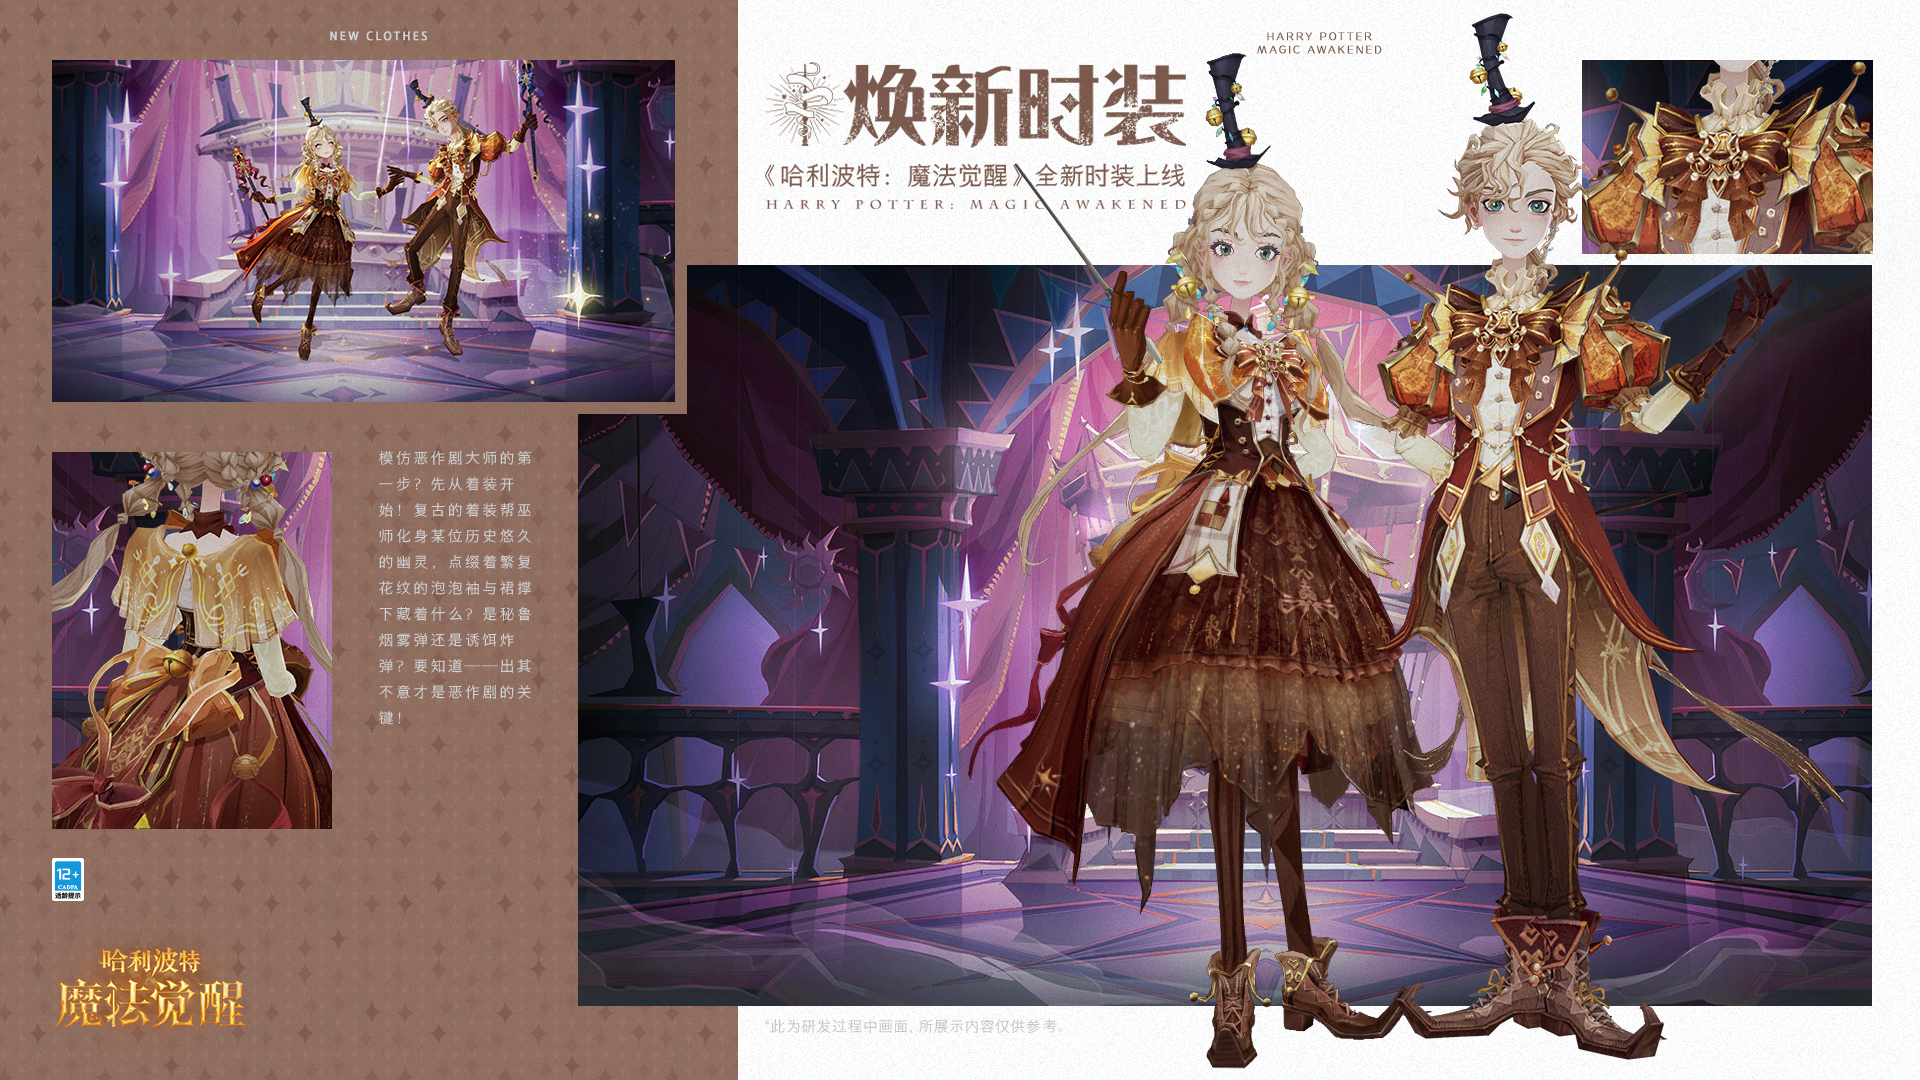 NEW CLOTHES
HARRY POTTER
MAGIC AWAKENED
焕新时装
《哈利波特：魔法觉醒》全新时装上线
HARRY POTTER: MAGIC AWAKENED
模仿恶作剧大师的第
一步？先从着装开
始！复古的着装帮巫
师化身某位历史悠久
的幽灵，点缀着繁复
花纹的泡泡袖与裙撑
下藏着什么？是秘鲁
烟雾弹还是诱饵炸
弹？要知道——出其
不意才是恶作剧的关
键！
12+
CADPA
适龄提示
哈利波特
魔法觉醒
*此为研发过程中画面, 所展示内容仅供参考。